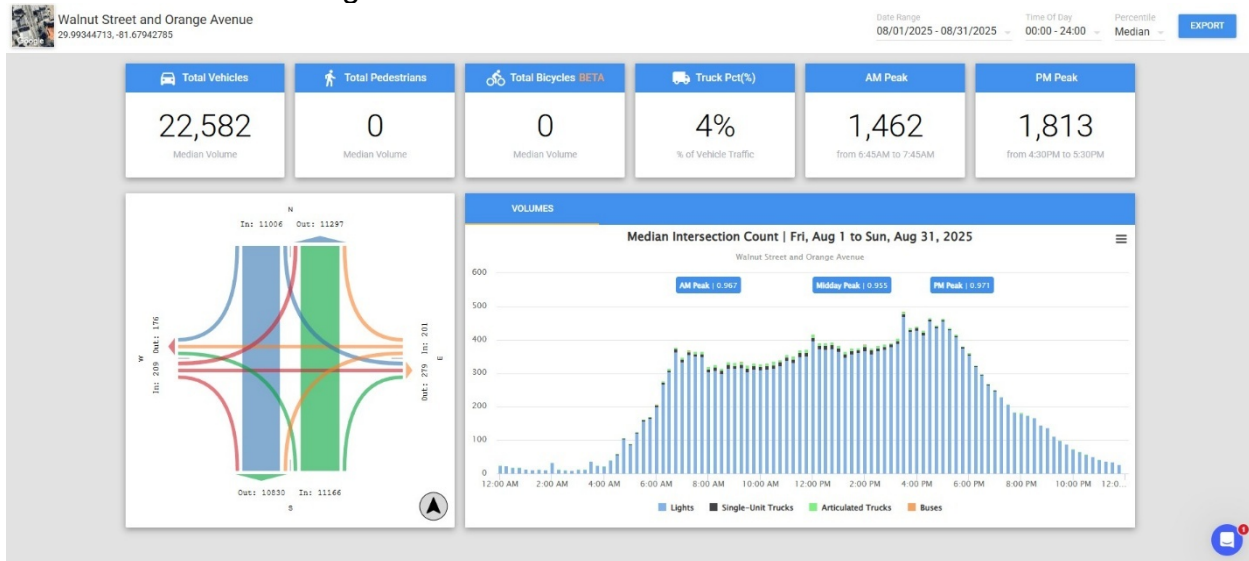 Walnut Street and Orange Avenue
29.99344713, -81.67942785
Google
Date Range
08/01/2025 - 08/31/2025
Time Of Day
00:00 - 24:00
Percentile
Median
EXPORT
Total Vehicles
22,582
Median Volume
Total Pedestrians
0
Median Volume
Total Bicycles BETA
0
Median Volume
Truck Pct(%)
4%
% of Vehicle Traffic
AM Peak
1,462
from 6:45AM to 7:45AM
PM Peak
1,813
from 4:30PM to 5:30PM
N
In: 11006 Out: 11297
W
Out: 176
In: 209
E
In: 201
Out: 279
Out: 10830 In: 11166
S
VOLUMES
Median Intersection Count | Fri, Aug 1 to Sun, Aug 31, 2025
Walnut Street and Orange Avenue
AM Peak | 0.967
Midday Peak | 0.955
PM Peak | 0.971
600
500
400
300
200
100
0
12:00 AM 2:00 AM 4:00 AM 6:00 AM 8:00 AM 10:00 AM 12:00 PM 2:00 PM 4:00 PM 6:00 PM 8:00 PM 10:00 PM 12:0...
Lights Single-Unit Trucks Articulated Trucks Buses
1